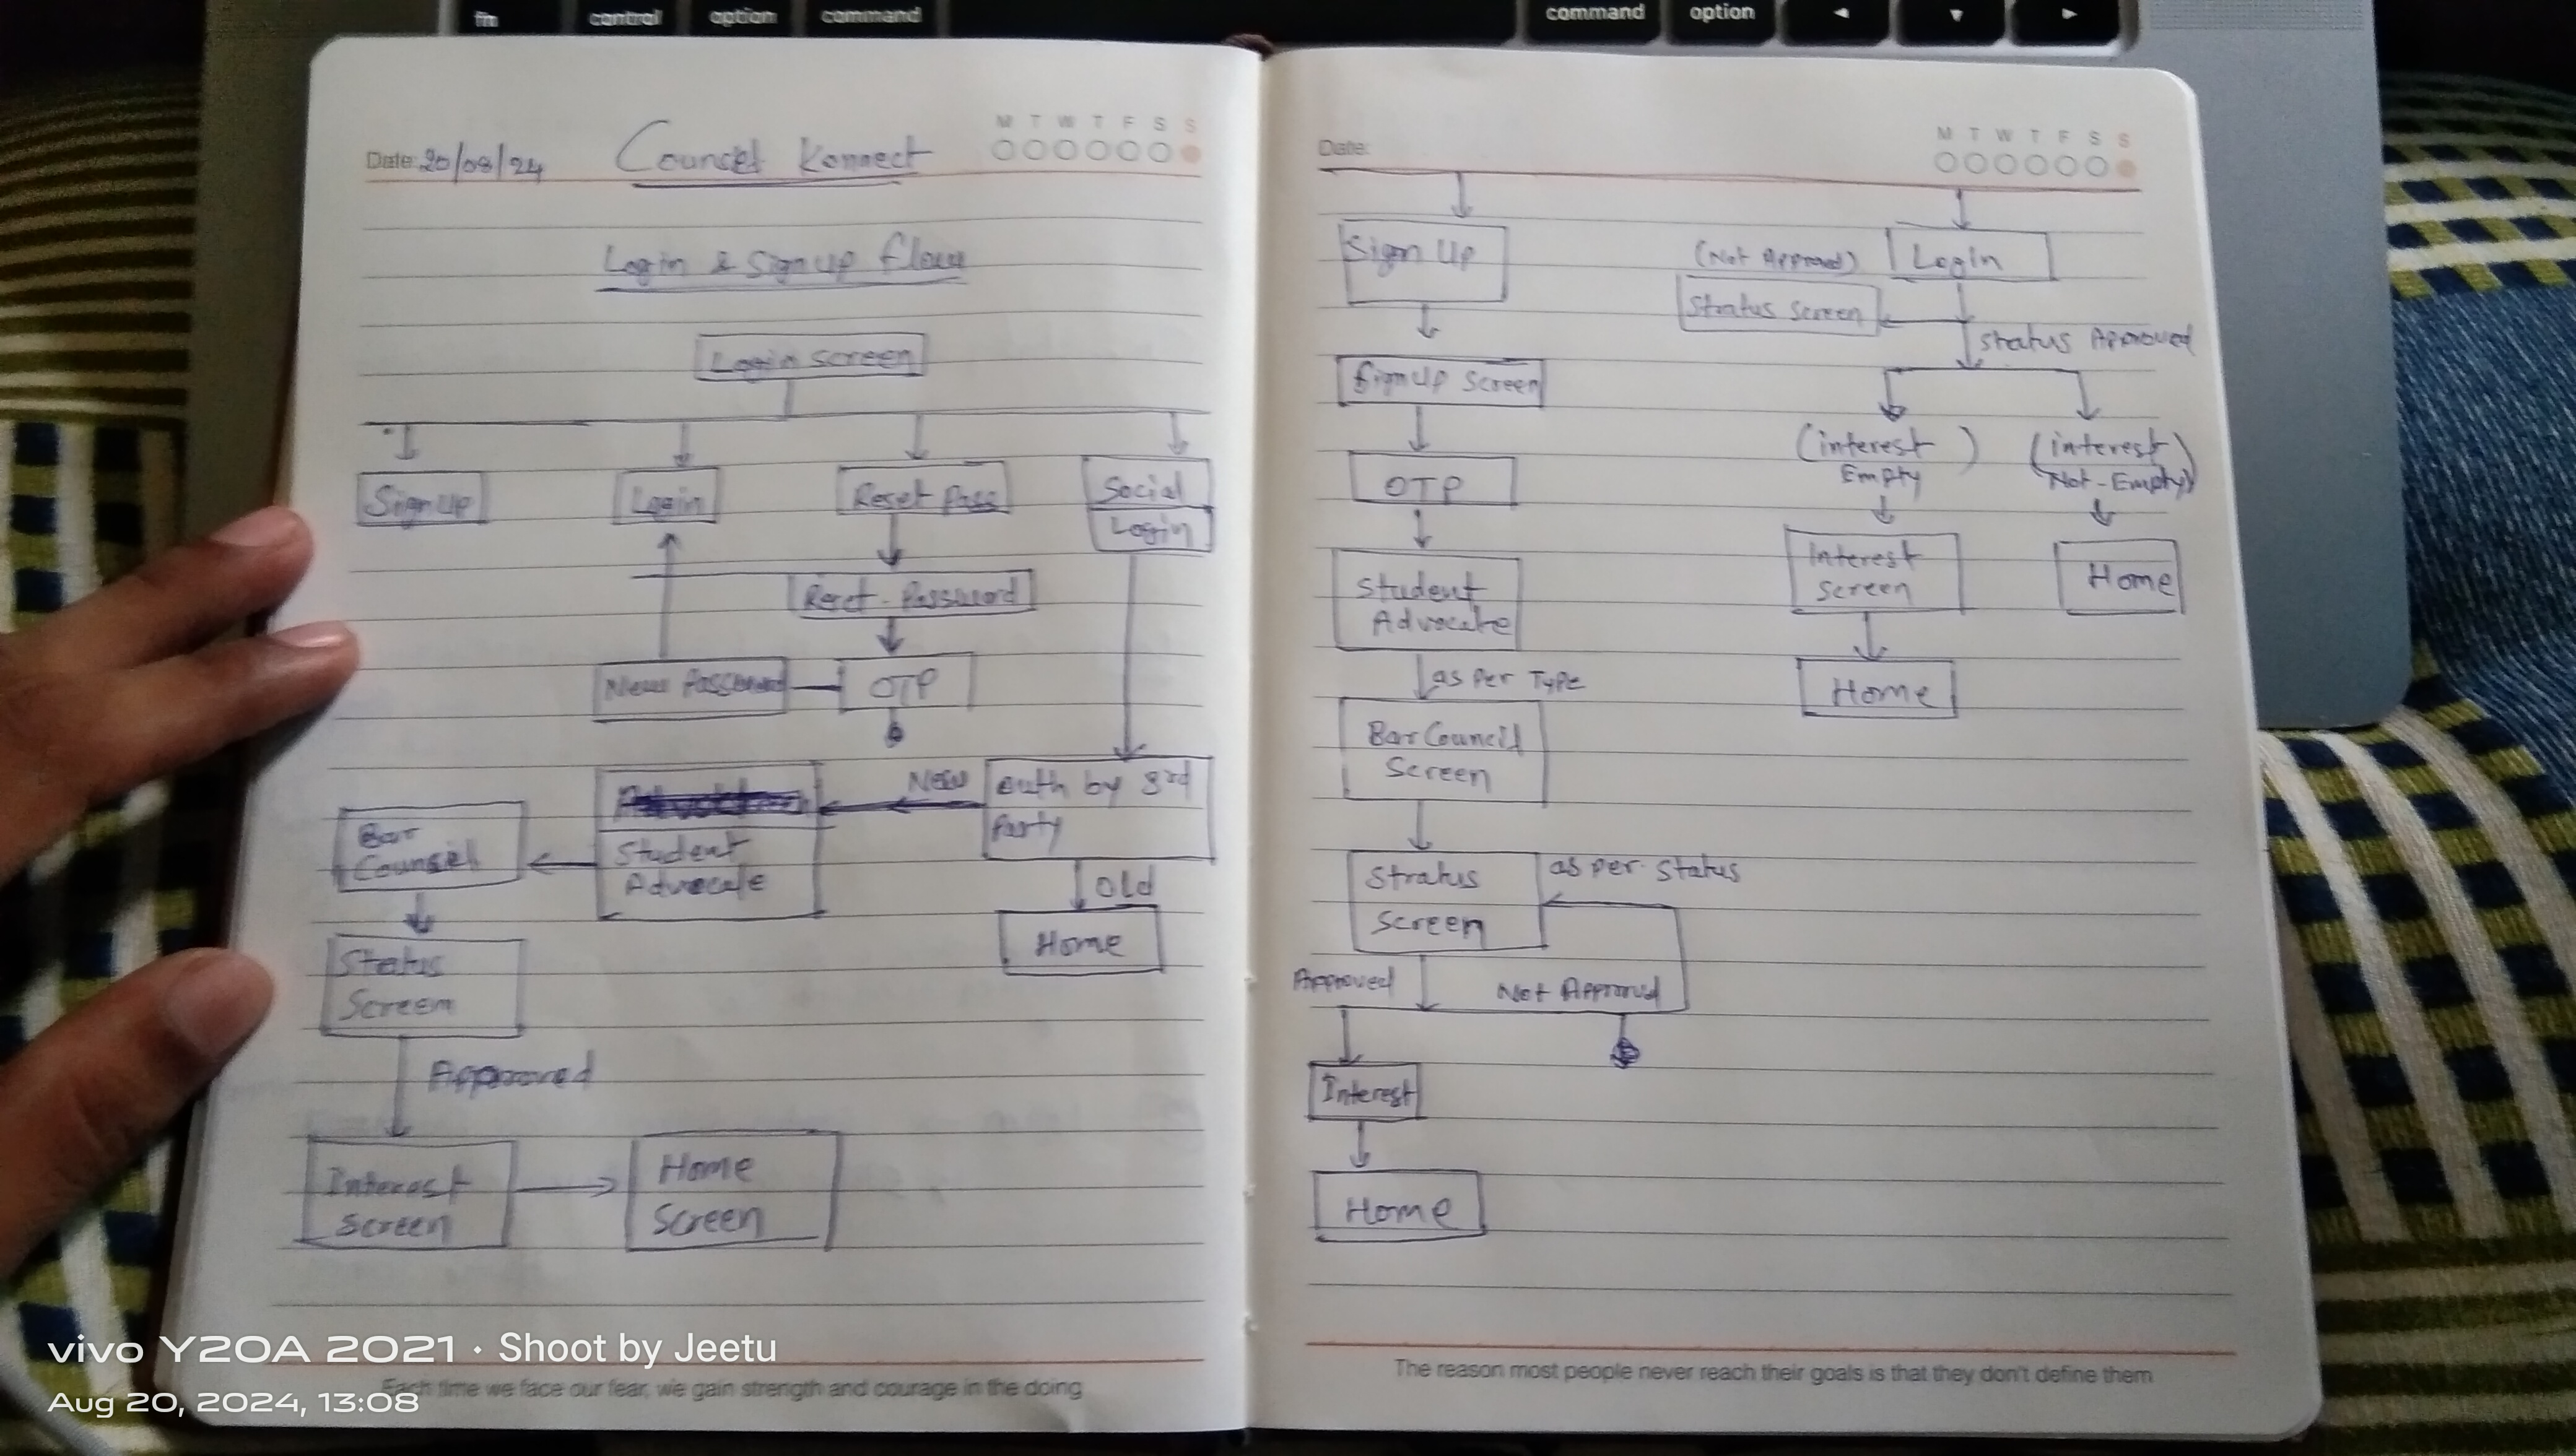 fn control option command command option
Date: 20/08/24
Counsel Konnect
M T W T F S S
Login & Signup flow
Login screen
Sign up
Login
Reset Pass
Social
Login
Reset-Password
New Password
OTP
New
auth by 3rd
Party
Student
Advocate
Bar
Counsil
Old
Home
Status
Screen
Approved
Interest
Screen
Home
Screen
Each time we face our fear, we gain strength and courage in the doing
Date:
M T W T F S S
Sign Up
(Not Approved)
Login
Stratus Screen
Status Approved
SignUp Screen
(interest)
Empty
(interest
Not-Empty)
OTP
Interest
Screen
Home
Student
Advocate
as per Type
Home
Bar Council
Screen
Stratus
Screen
as per status
Approved
Not Approved
Interest
Home
The reason most people never reach their goals is that they don't define them
vivo Y20A 2021 · Shoot by Jeetu
Aug 20, 2024, 13:08